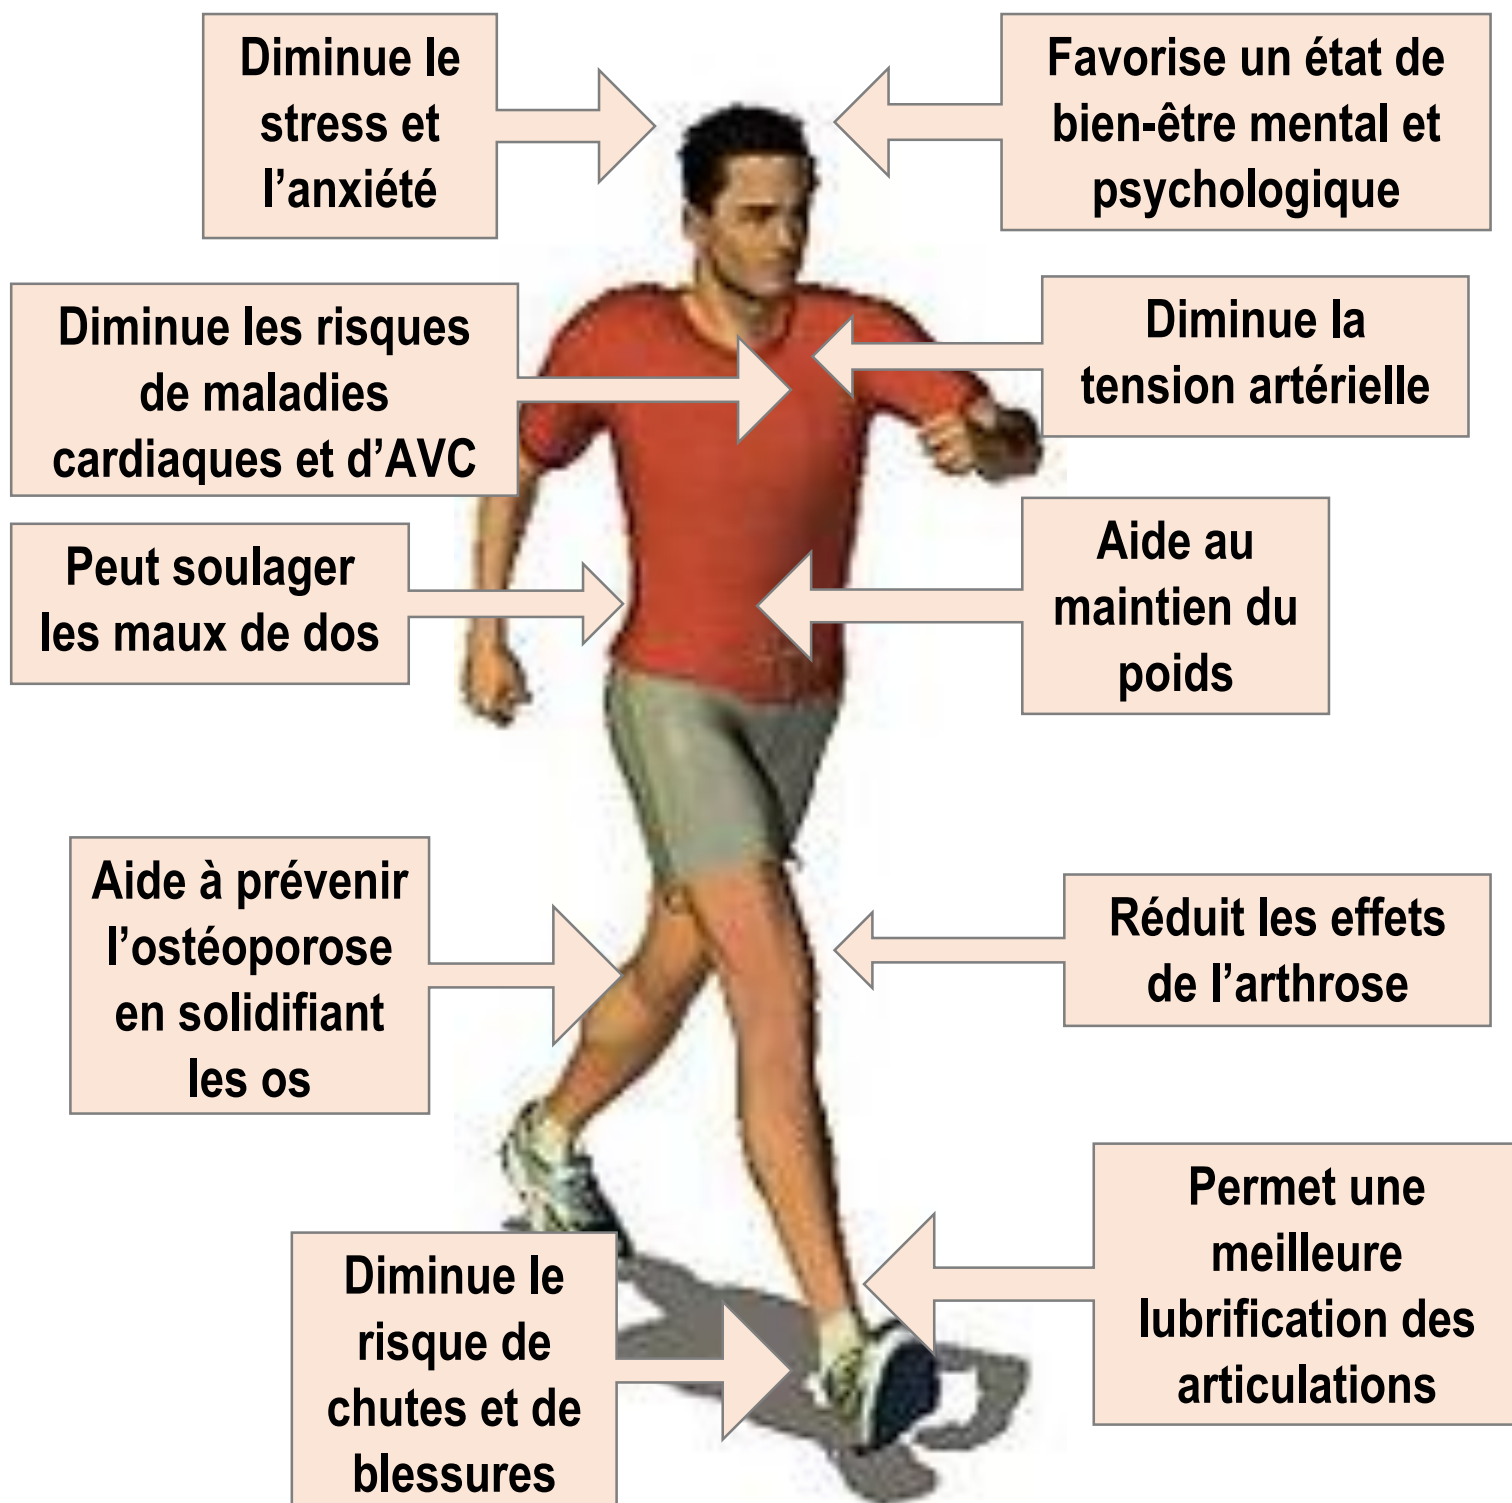 Diminue le
stress et
l’anxiété
Favorise un état de
bien-être mental et
psychologique
Diminue les risques
de maladies
cardiaques et d’AVC
Diminue la
tension artérielle
Peut soulager
les maux de dos
Aide au
maintien du
poids
Aide à prévenir
l’ostéoporose
en solidifiant
les os
Réduit les effets
de l’arthrose
Permet une
meilleure
lubrification des
articulations
Diminue le
risque de
chutes et de
blessures